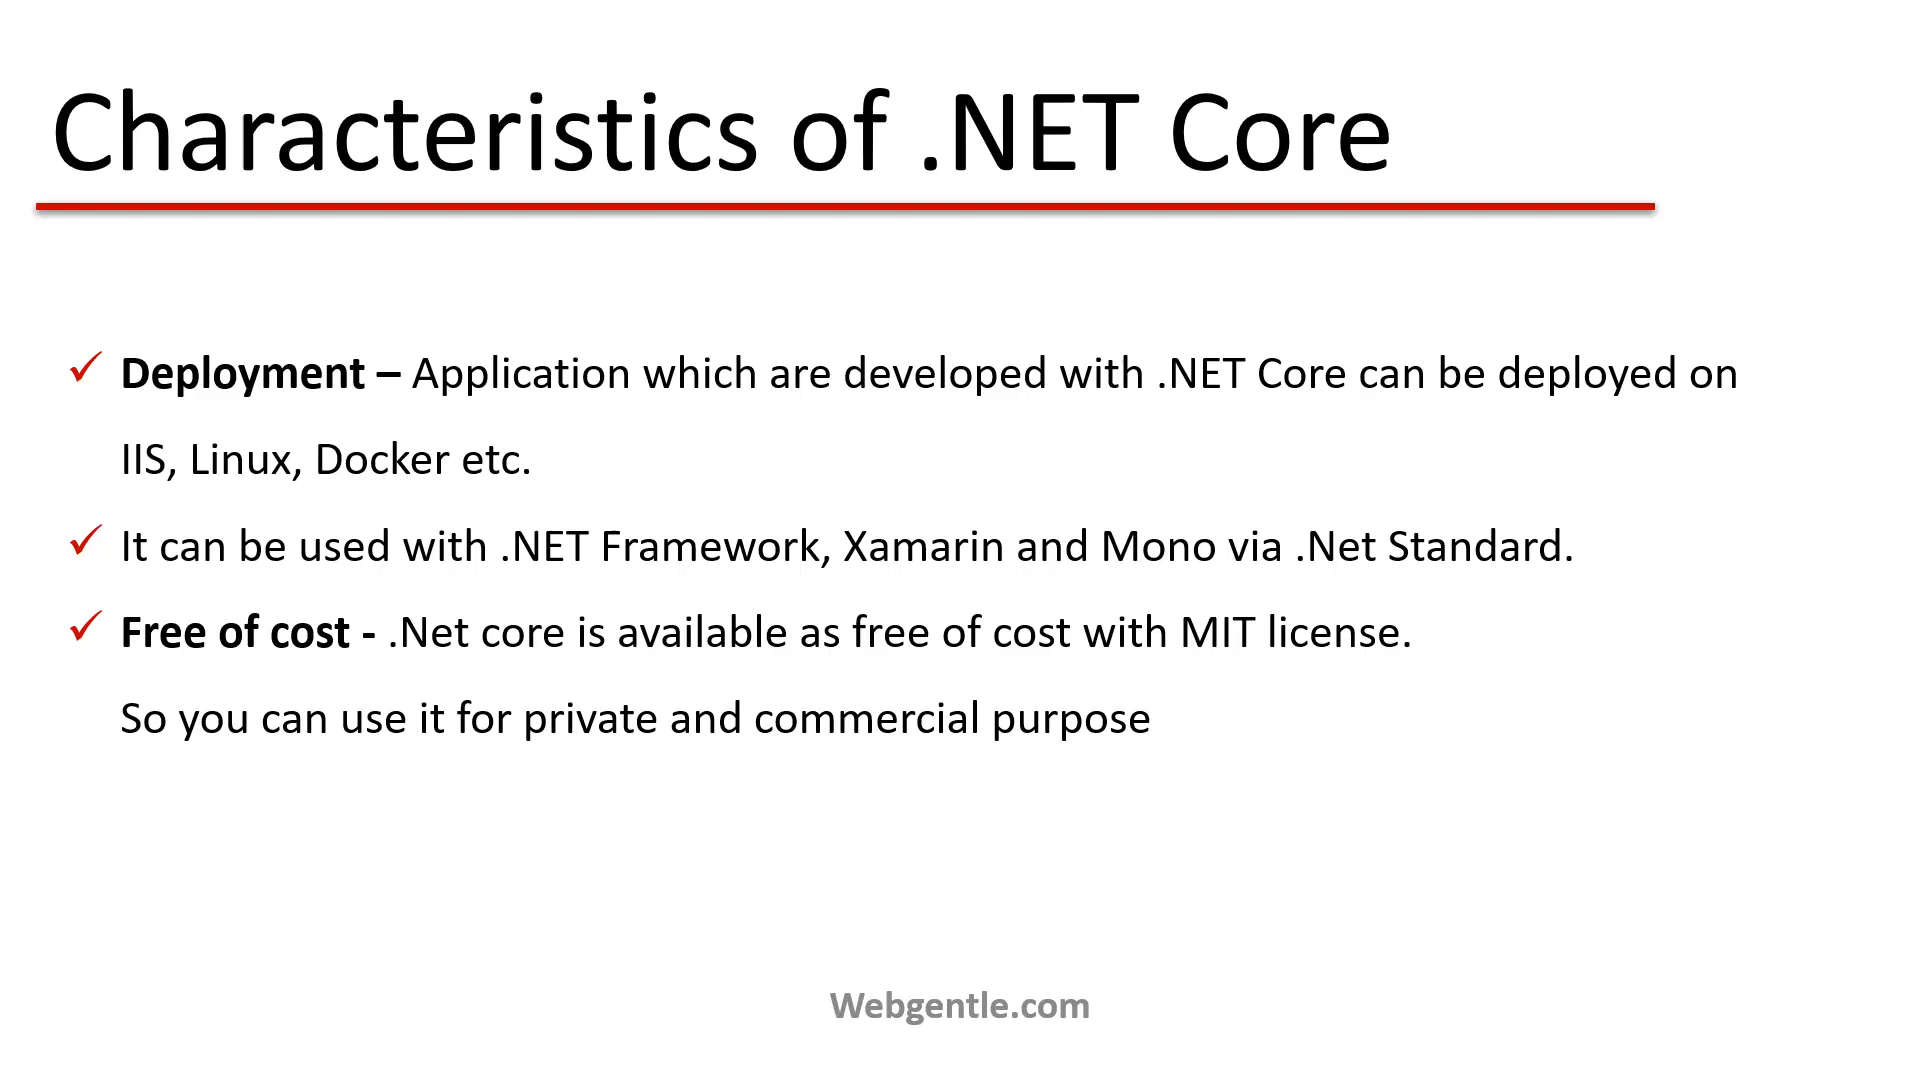 Characteristics of .NET Core
✓ Deployment – Application which are developed with .NET Core can be deployed on
IIS, Linux, Docker etc.
✓ It can be used with .NET Framework, Xamarin and Mono via .Net Standard.
✓ Free of cost - .Net core is available as free of cost with MIT license.
So you can use it for private and commercial purpose
Webgentle.com